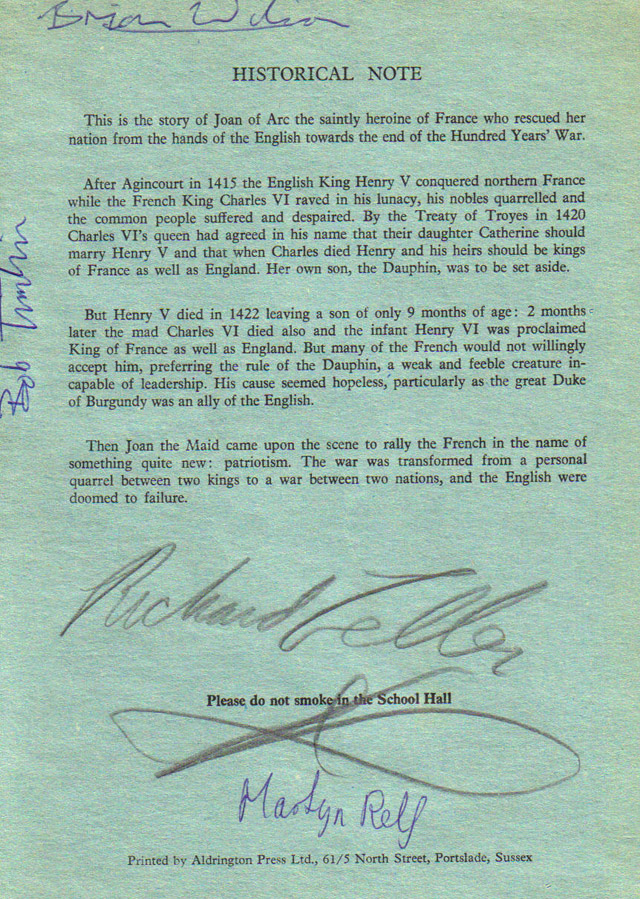 Brian Wilson
HISTORICAL NOTE
This is the story of Joan of Arc the saintly heroine of France who rescued her
nation from the hands of the English towards the end of the Hundred Years' War.
After Agincourt in 1415 the English King Henry V conquered northern France
while the French King Charles VI raved in his lunacy, his nobles quarrelled and
the common people suffered and despaired. By the Treaty of Troyes in 1420
Charles VI's queen had agreed in his name that their daughter Catherine should
marry Henry V and that when Charles died Henry and his heirs should be kings
of France as well as England. Her own son, the Dauphin, was to be set aside.
But Henry V died in 1422 leaving a son of only 9 months of age: 2 months
later the mad Charles VI died also and the infant Henry VI was proclaimed
King of France as well as England. But many of the French would not willingly
accept him, preferring the rule of the Dauphin, a weak and feeble creature in-
capable of leadership. His cause seemed hopeless, particularly as the great Duke
of Burgundy was an ally of the English.
Then Joan the Maid came upon the scene to rally the French in the name of
something quite new: patriotism. The war was transformed from a personal
quarrel between two kings to a war between two nations, and the English were
doomed to failure.
Bob
Richard Zeller
Please do not smoke in the School Hall
Martyn Relf
Printed by Aldrington Press Ltd., 61/5 North Street, Portslade, Sussex